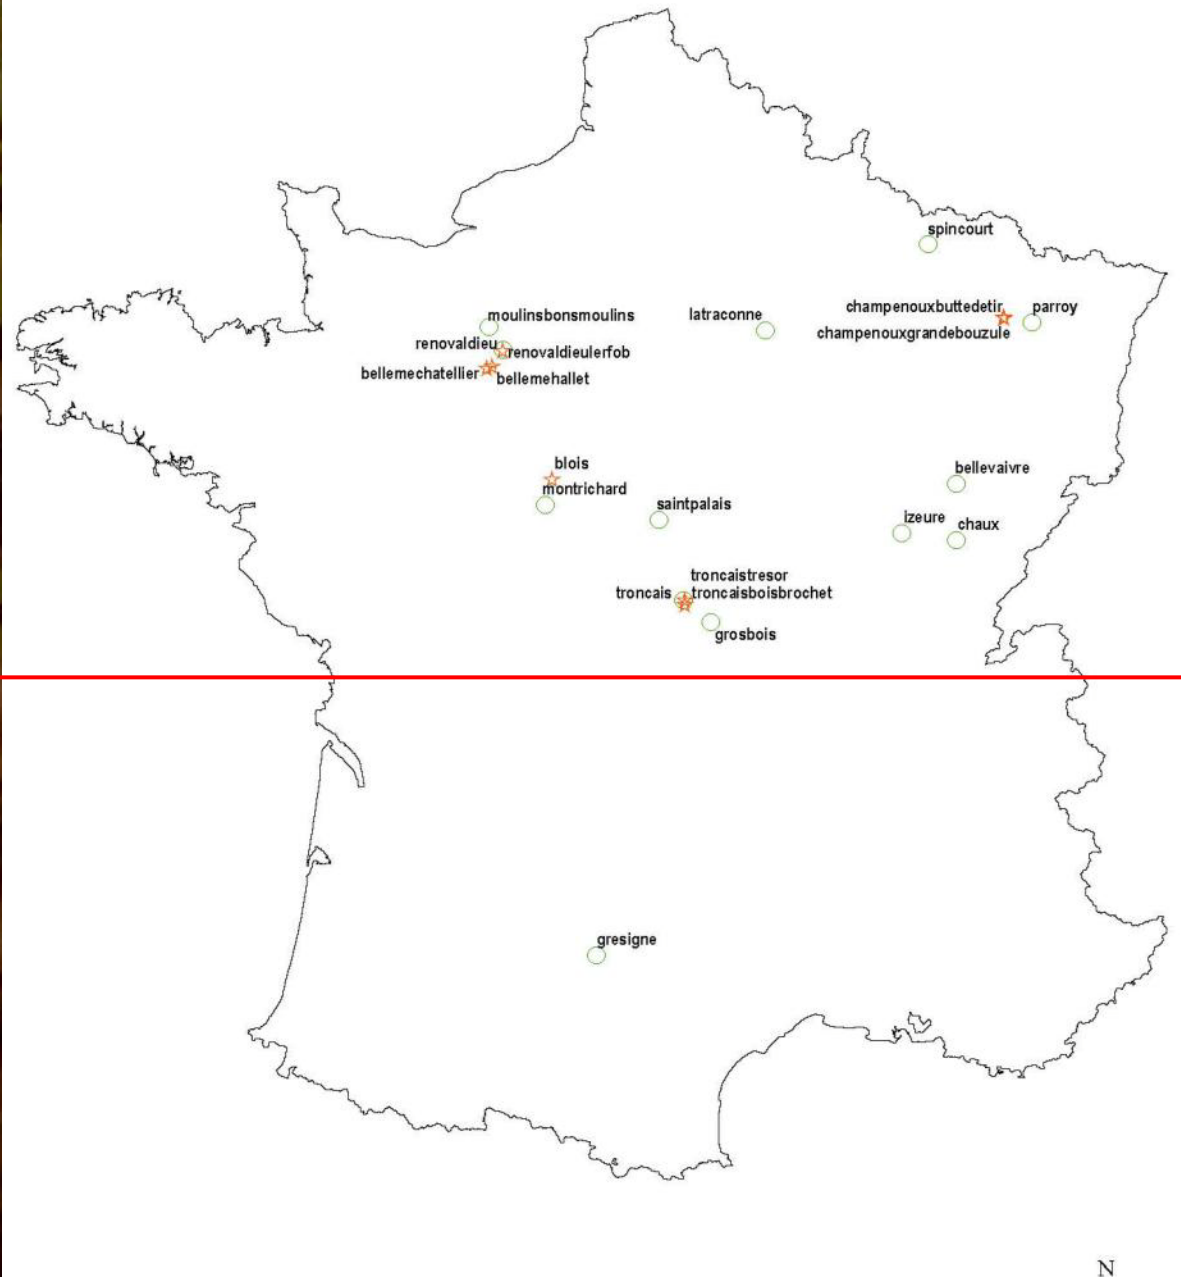 spincourt
champenouxbuttedetir
parroy
moulinsbonsmoulins
latraconne
champenouxgrandebouzule
renovaldieu
renovaldieulerfob
bellemechatellier
bellemehallet
blois
bellevaivre
montrichard
saintpalais
izeure
chaux
troncaistresor
troncais
troncaisboisbrochet
grosbois
gresigne
N